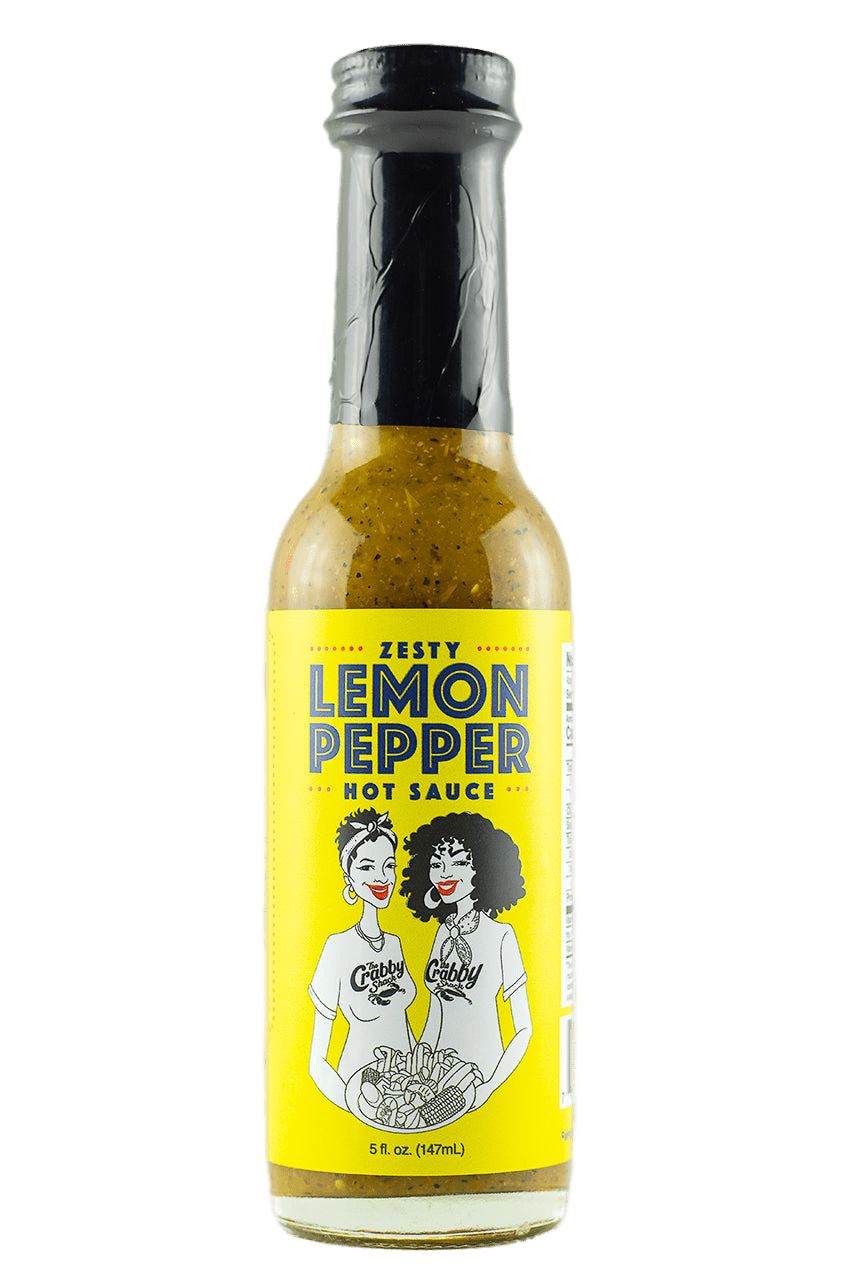 ZESTY
LEMON
PEPPER
HOT SAUCE
The
Crabby
Shack
The
Crabby
Shack
5 fl. oz. (147mL)